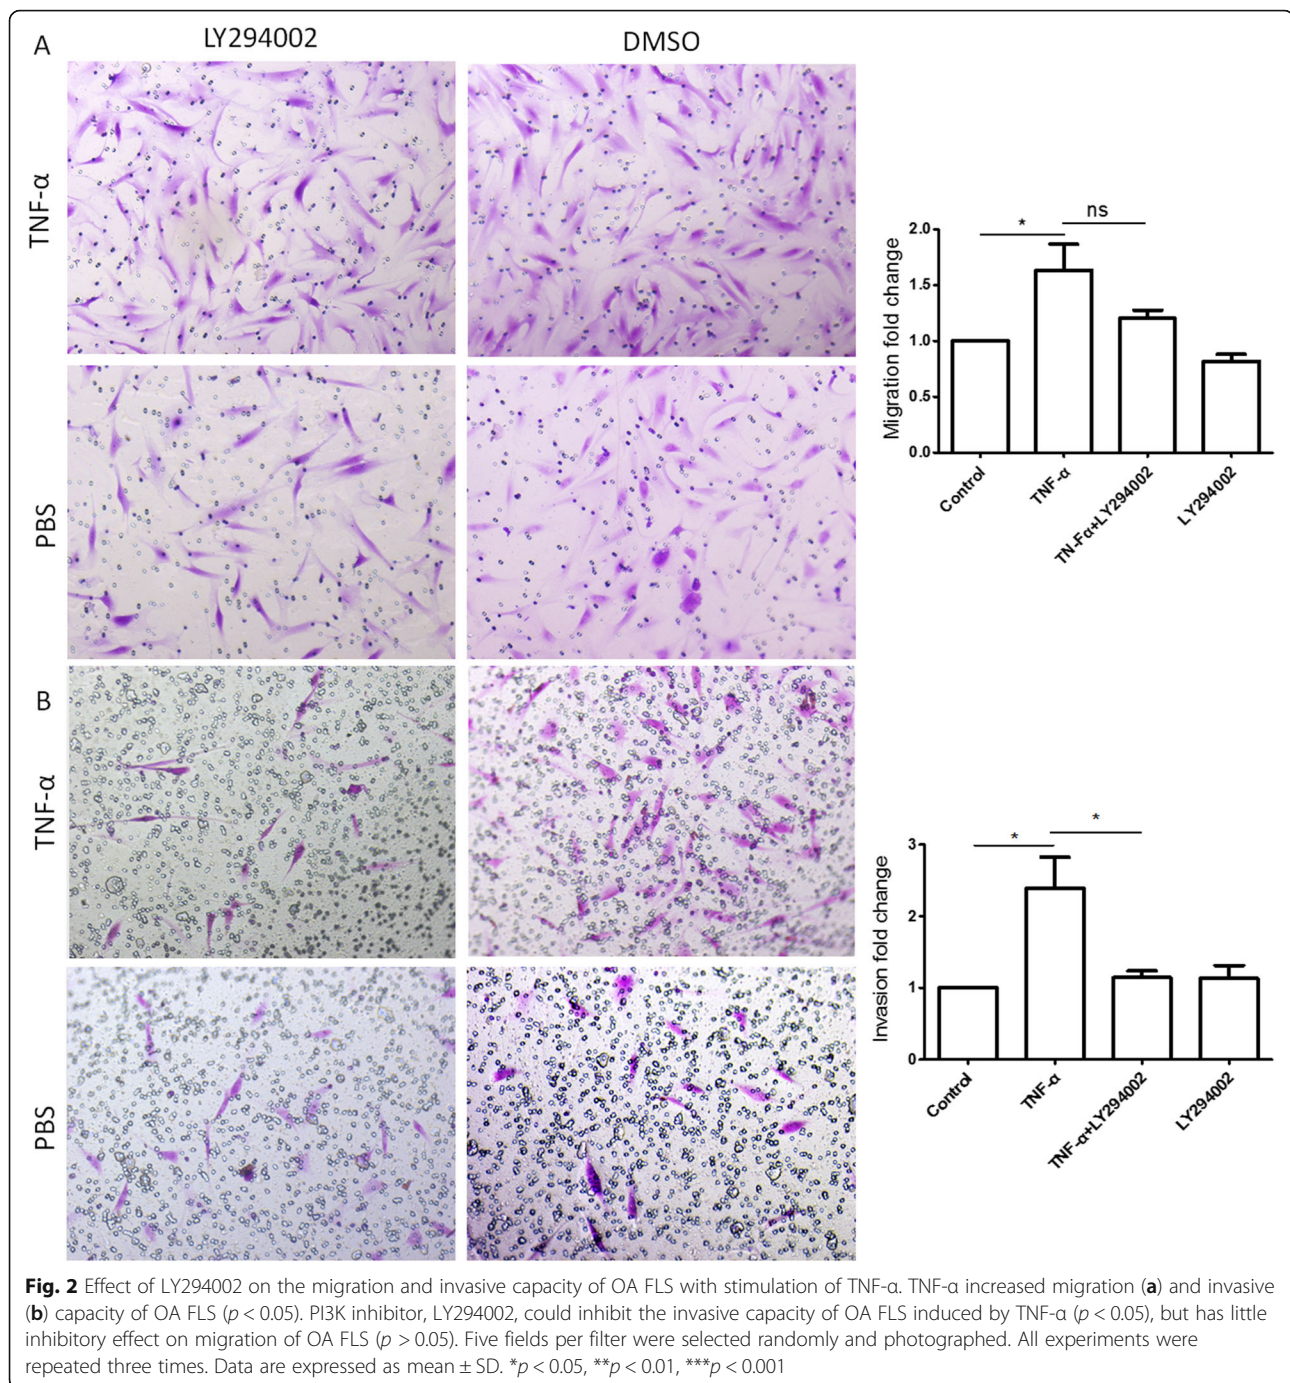 A
LY294002
DMSO
TNF-α
PBS
Migration fold change
2.0
1.5
1.0
0.5
0.0
*
ns
Control
TNF-α
TN-Fα+LY294002
LY294002
B
TNF-α
PBS
Invasion fold change
3
2
1
0
*
*
Control
TNF-α
TNF-α+LY294002
LY294002
Fig. 2 Effect of LY294002 on the migration and invasive capacity of OA FLS with stimulation of TNF-α. TNF-α increased migration (a) and invasive
(b) capacity of OA FLS (p < 0.05). PI3K inhibitor, LY294002, could inhibit the invasive capacity of OA FLS induced by TNF-α (p < 0.05), but has little
inhibitory effect on migration of OA FLS (p > 0.05). Five fields per filter were selected randomly and photographed. All experiments were
repeated three times. Data are expressed as mean ± SD. *p < 0.05, **p < 0.01, ***p < 0.001